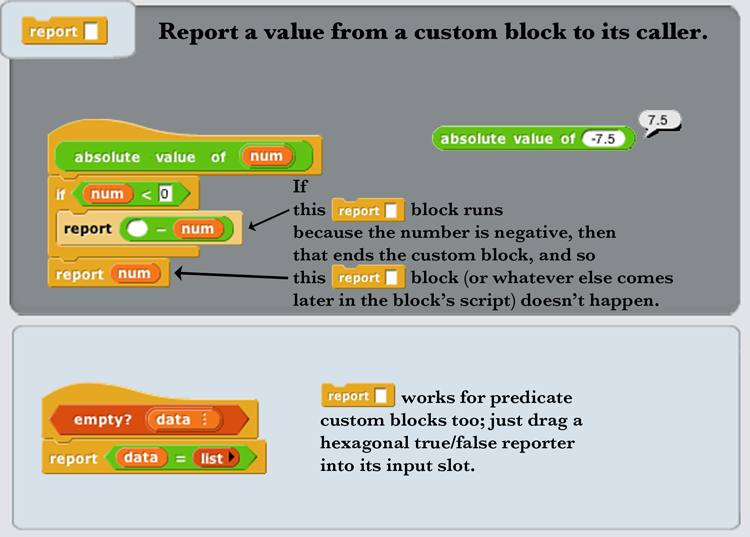 report
Report a value from a custom block to its caller.
7.5
absolute value of -7.5
absolute value of num
if num < 0
report - num
report num
If
this report block runs
because the number is negative, then
that ends the custom block, and so
this report block (or whatever else comes
later in the block's script) doesn't happen.
empty? data ⋮
report data = list
report works for predicate
custom blocks too; just drag a
hexagonal true/false reporter
into its input slot.